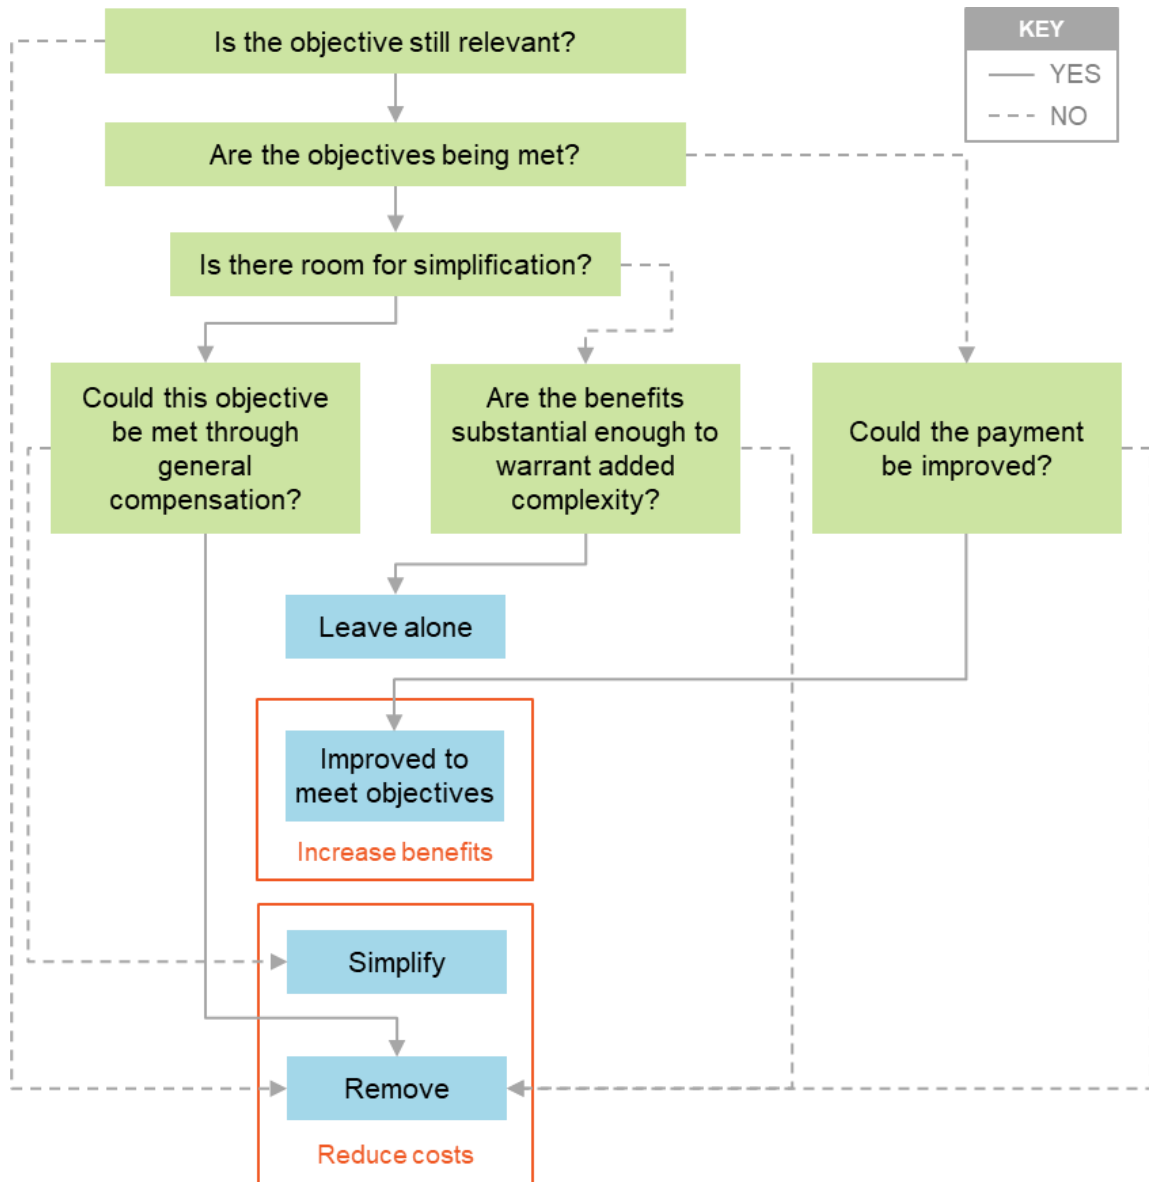 Is the objective still relevant?
KEY
YES
NO
Are the objectives being met?
Is there room for simplification?
Could this objective
be met through
general
compensation?
Are the benefits
substantial enough to
warrant added
complexity?
Could the payment
be improved?
Leave alone
Improved to
meet objectives
Increase benefits
Simplify
Remove
Reduce costs